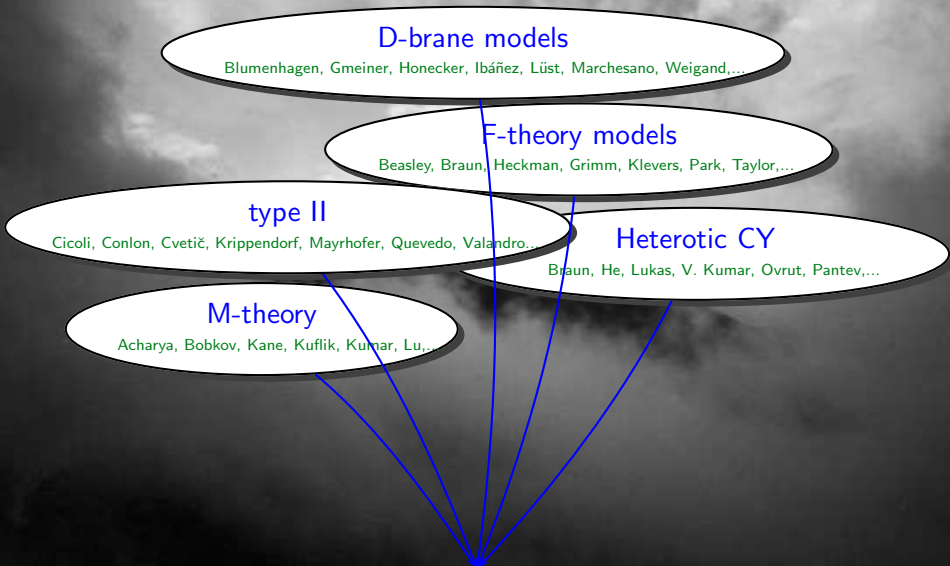 D-brane models
Blumenhagen, Gmeiner, Honecker, Ibáñez, Lüst, Marchesano, Weigand,...
F-theory models
Beasley, Braun, Heckman, Grimm, Klevers, Park, Taylor,...
type II
Cicoli, Conlon, Cvetič, Krippendorf, Mayrhofer, Quevedo, Valandro...
Heterotic CY
Braun, He, Lukas, V. Kumar, Ovrut, Pantev,...
M-theory
Acharya, Bobkov, Kane, Kuflik, Kumar, Lu,...